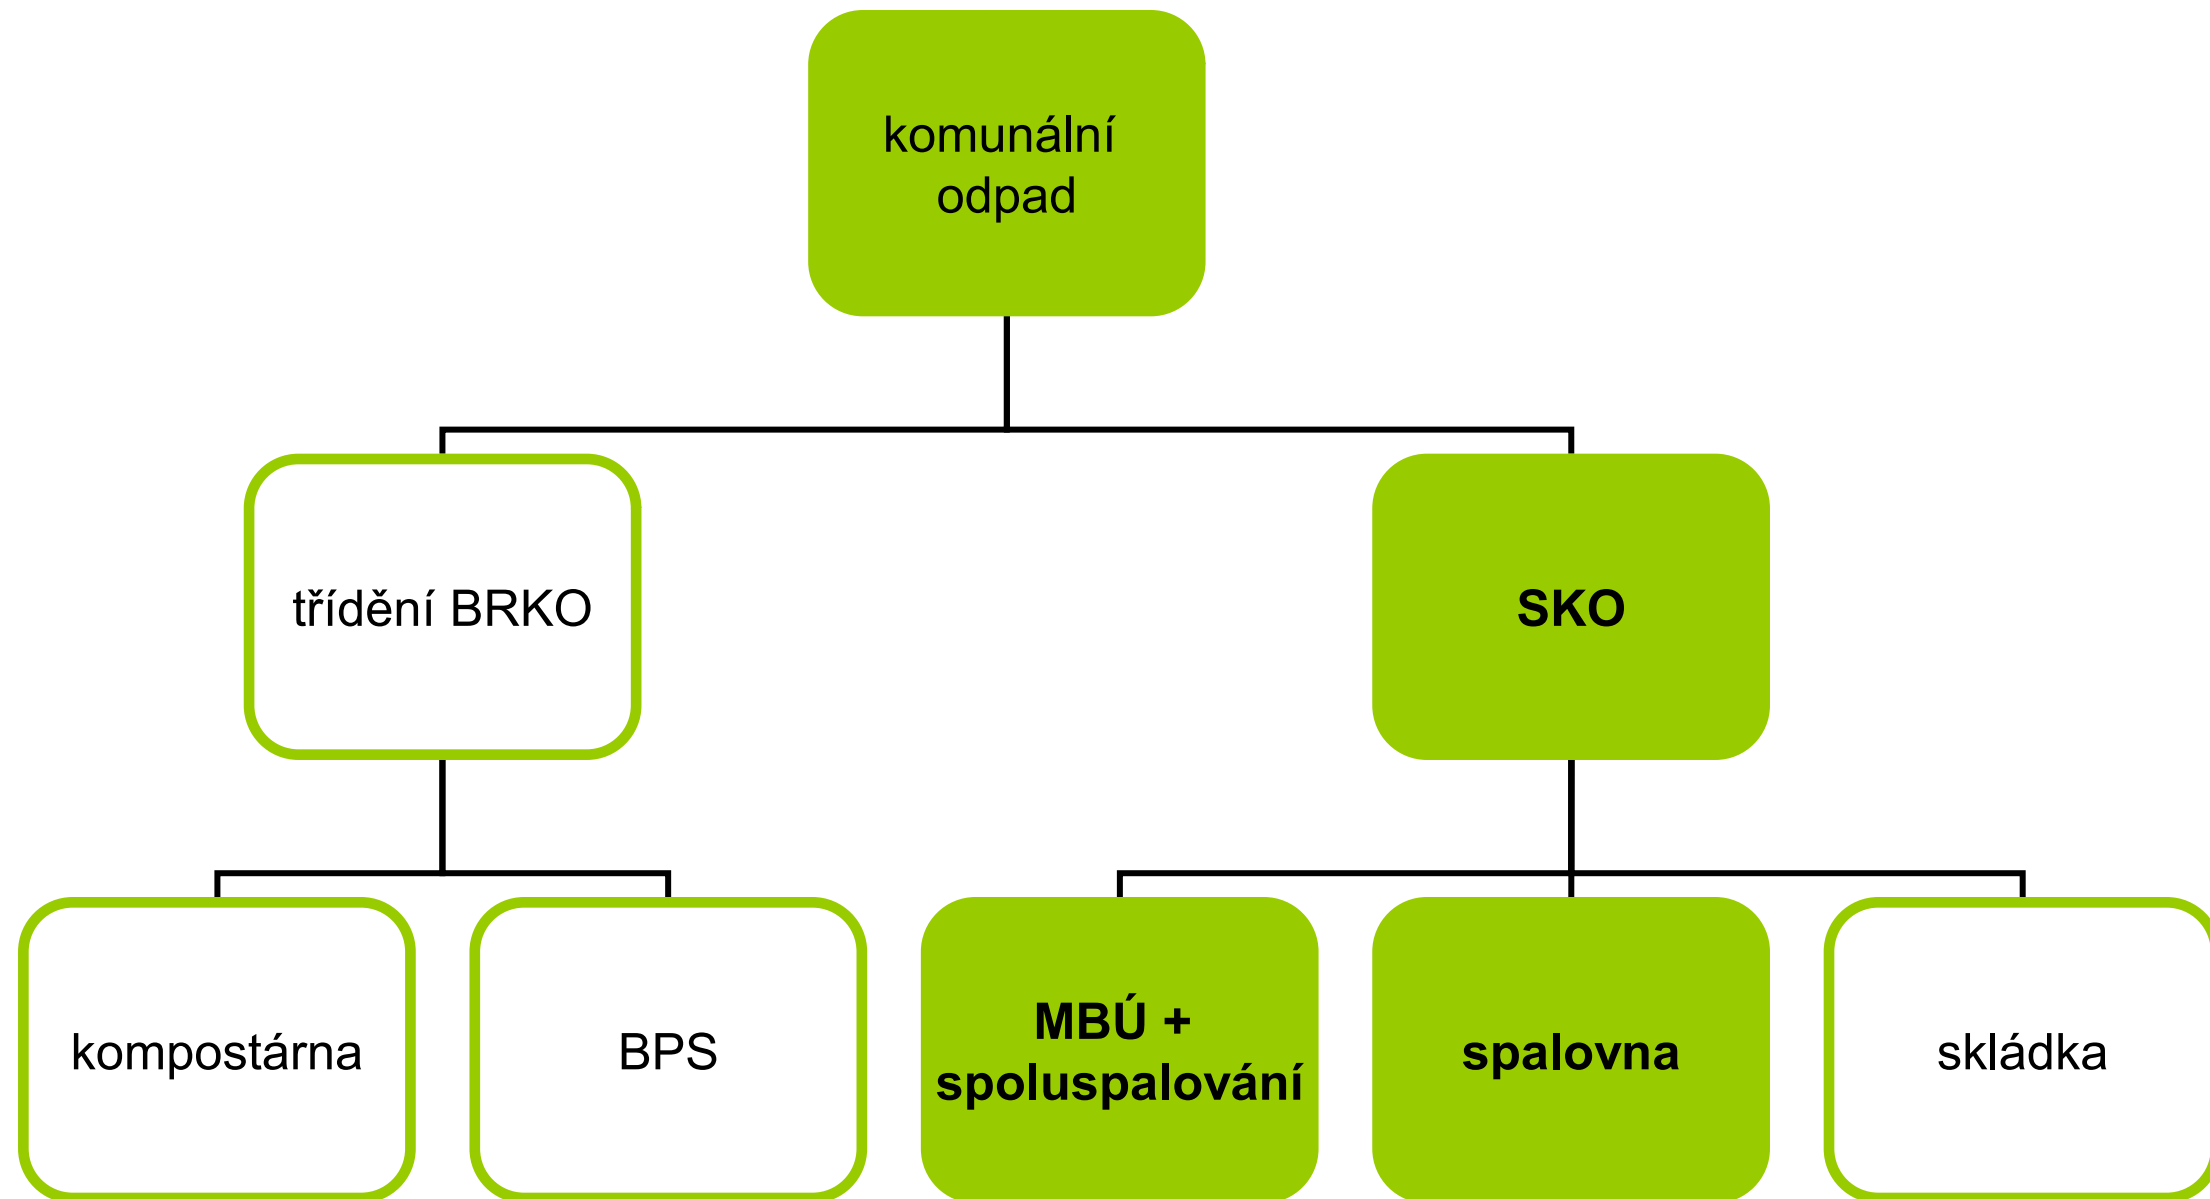 komunální
odpad
třídění BRKO
SKO
kompostárna
BPS
MBÚ +
spoluspalování
spalovna
skládka